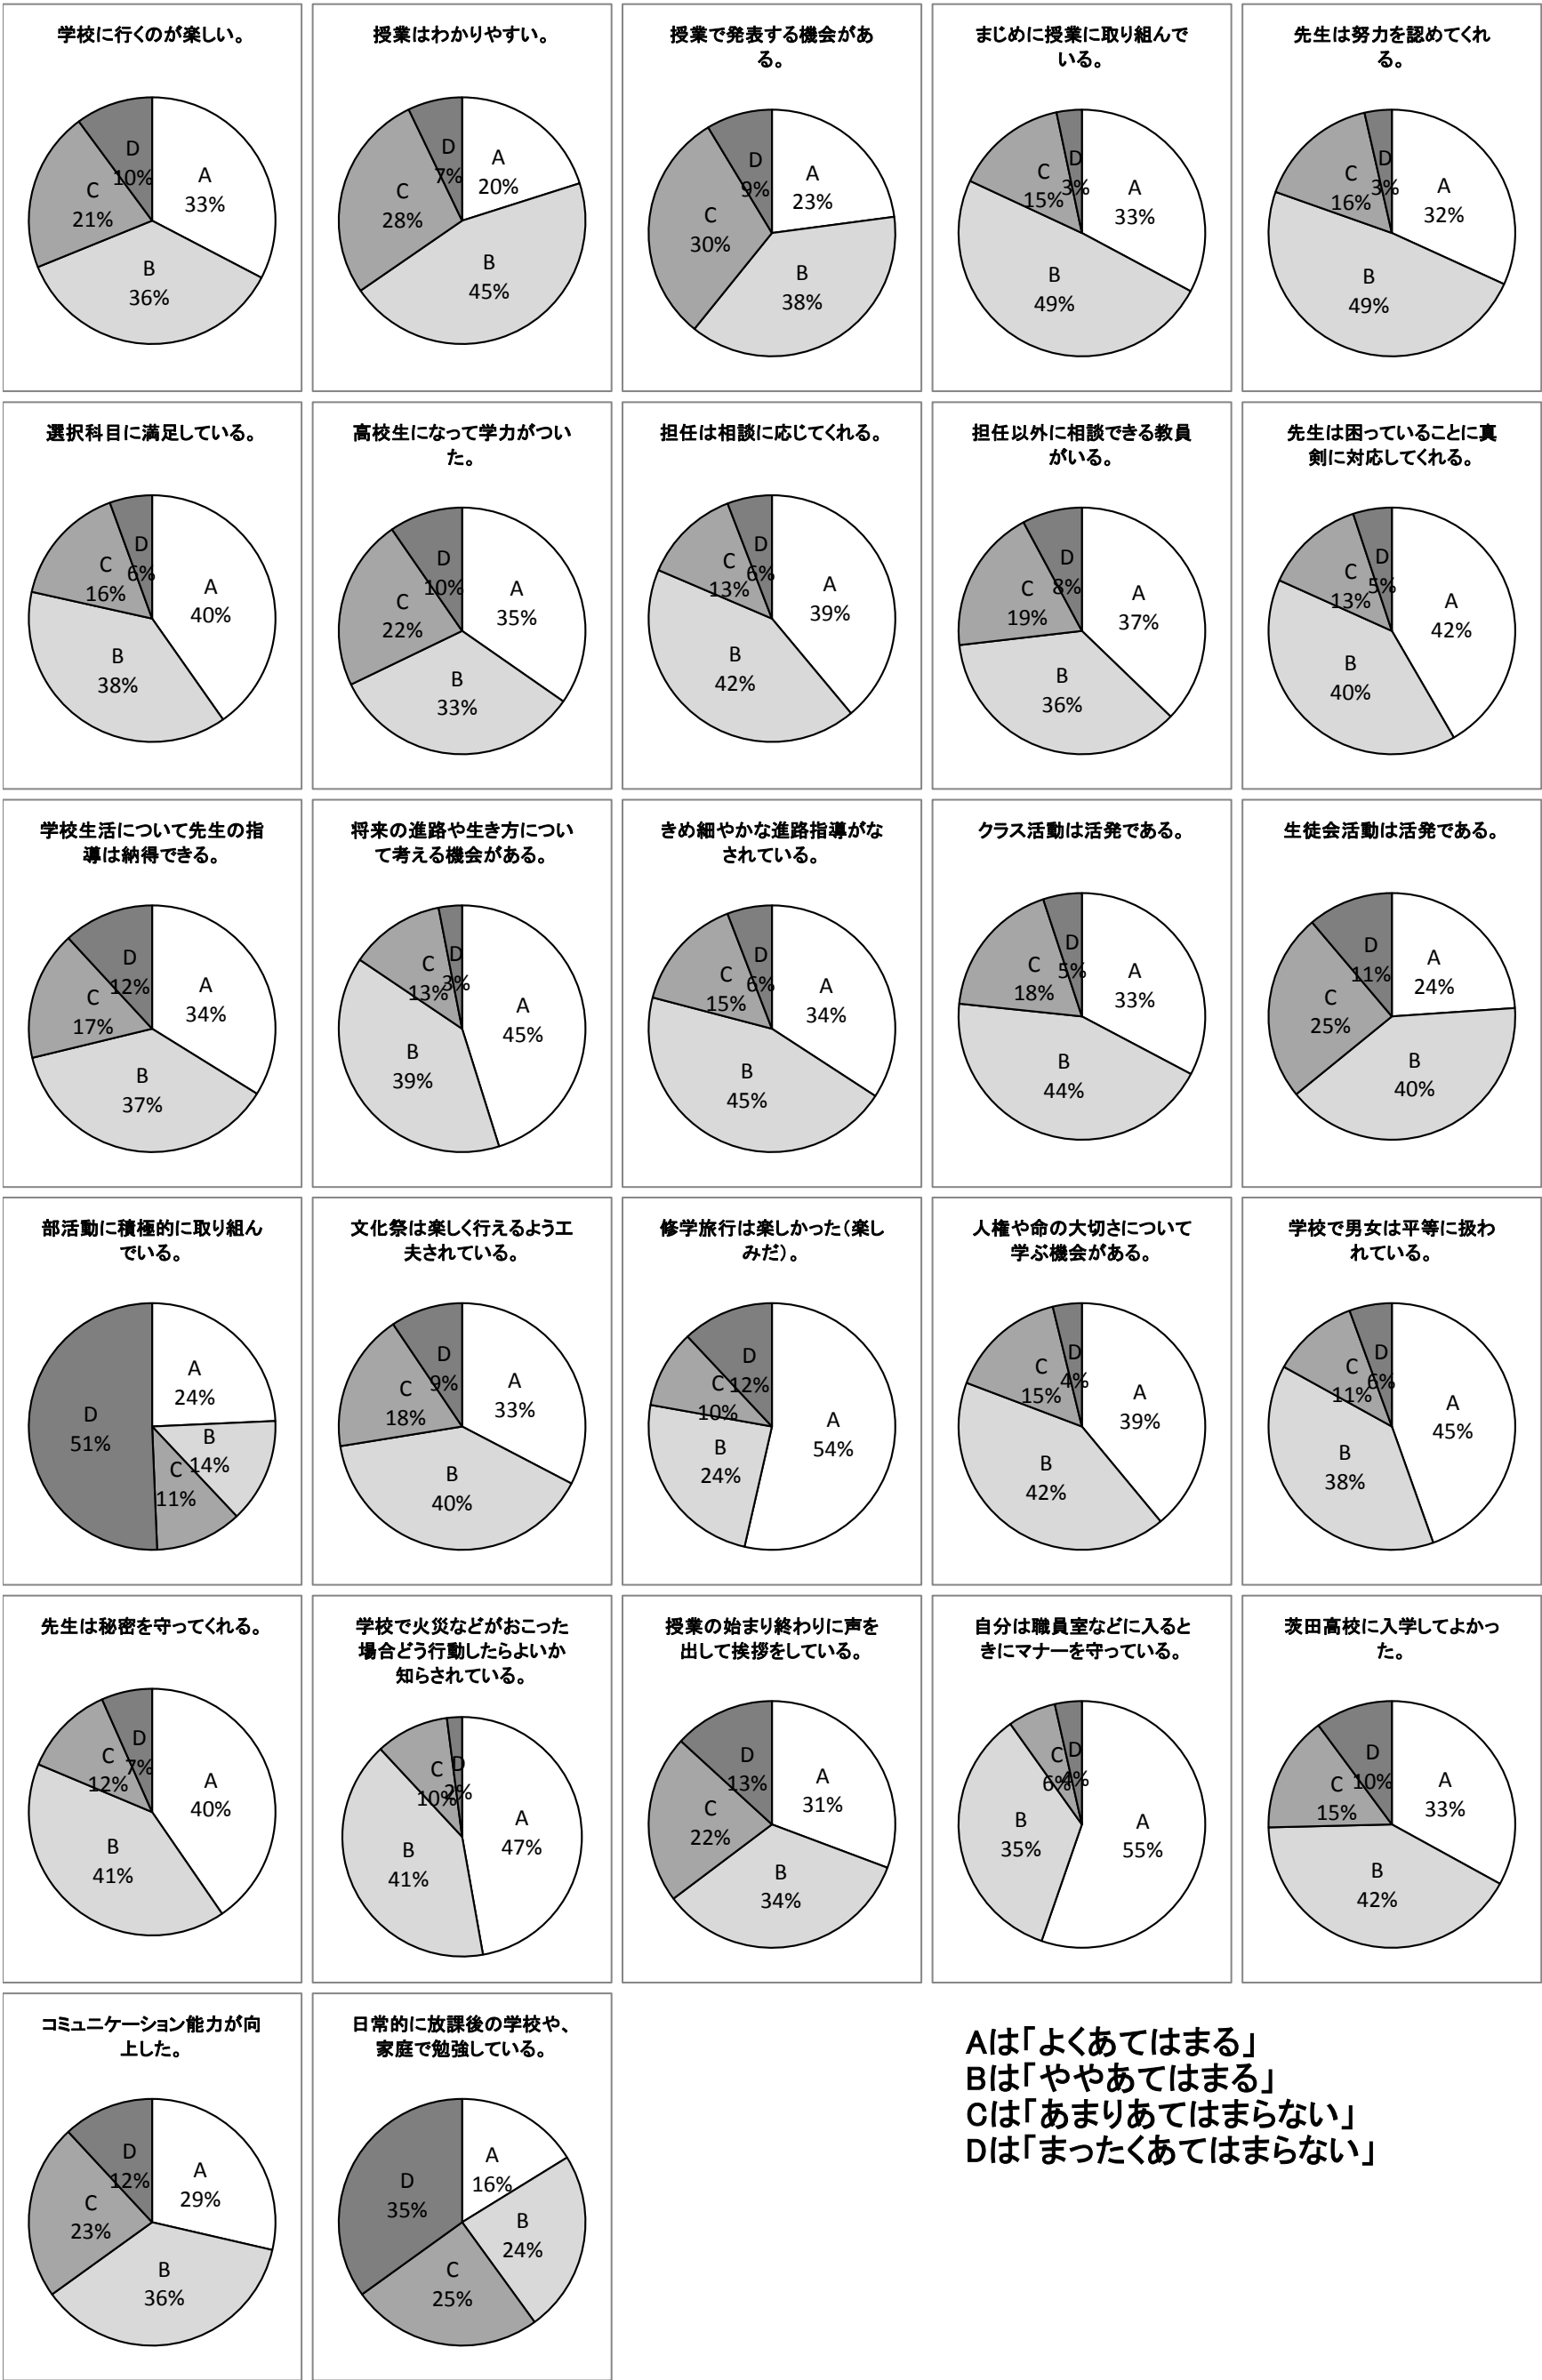 学校に行くのが楽しい。
A
33%
B
36%
C
21%
D
10%
授業はわかりやすい。
A
20%
B
45%
C
28%
D
7%
授業で発表する機会があ
る。
A
23%
B
38%
C
30%
D
9%
まじめに授業に取り組んで
いる。
A
33%
B
49%
C
15%
D
3%
先生は努力を認めてくれ
る。
A
32%
B
49%
C
16%
D
3%
選択科目に満足している。
A
40%
B
38%
C
16%
D
6%
高校生になって学力がつい
た。
A
35%
B
33%
C
22%
D
10%
担任は相談に応じてくれる。
A
39%
B
42%
C
13%
D
6%
担任以外に相談できる教員
がいる。
A
37%
B
36%
C
19%
D
8%
先生は困っていることに真
剣に対応してくれる。
A
42%
B
40%
C
13%
D
5%
学校生活について先生の指
導は納得できる。
A
34%
B
37%
C
17%
D
12%
将来の進路や生き方につい
て考える機会がある。
A
45%
B
39%
C
13%
D
3%
きめ細やかな進路指導がな
されている。
A
34%
B
45%
C
15%
D
6%
クラス活動は活発である。
A
33%
B
44%
C
18%
D
5%
生徒会活動は活発である。
A
24%
B
40%
C
25%
D
11%
部活動に積極的に取り組ん
でいる。
A
24%
B
14%
C
11%
D
51%
文化祭は楽しく行えるよう工
夫されている。
A
33%
B
40%
C
18%
D
9%
修学旅行は楽しかった（楽し
みだ）。
A
54%
B
24%
C
10%
D
12%
人権や命の大切さについて
学ぶ機会がある。
A
39%
B
42%
C
15%
D
4%
学校で男女は平等に扱わ
れている。
A
45%
B
38%
C
11%
D
6%
先生は秘密を守ってくれる。
A
40%
B
41%
C
12%
D
7%
学校で火災などがおこった
場合どう行動したらよいか
知らされている。
A
47%
B
41%
C
10%
D
2%
授業の始まり終わりに声を
出して挨拶をしている。
A
31%
B
34%
C
22%
D
13%
自分は職員室などに入ると
きにマナーを守っている。
A
55%
B
35%
C
6%
D
4%
茨田高校に入学してよかっ
た。
A
33%
B
42%
C
15%
D
10%
コミュニケーション能力が向
上した。
A
29%
B
36%
C
23%
D
12%
日常的に放課後の学校や、
家庭で勉強している。
A
16%
B
24%
C
25%
D
35%
Aは「よくあてはまる」
Bは「ややあてはまる」
Cは「あまりあてはまらない」
Dは「まったくあてはまらない」